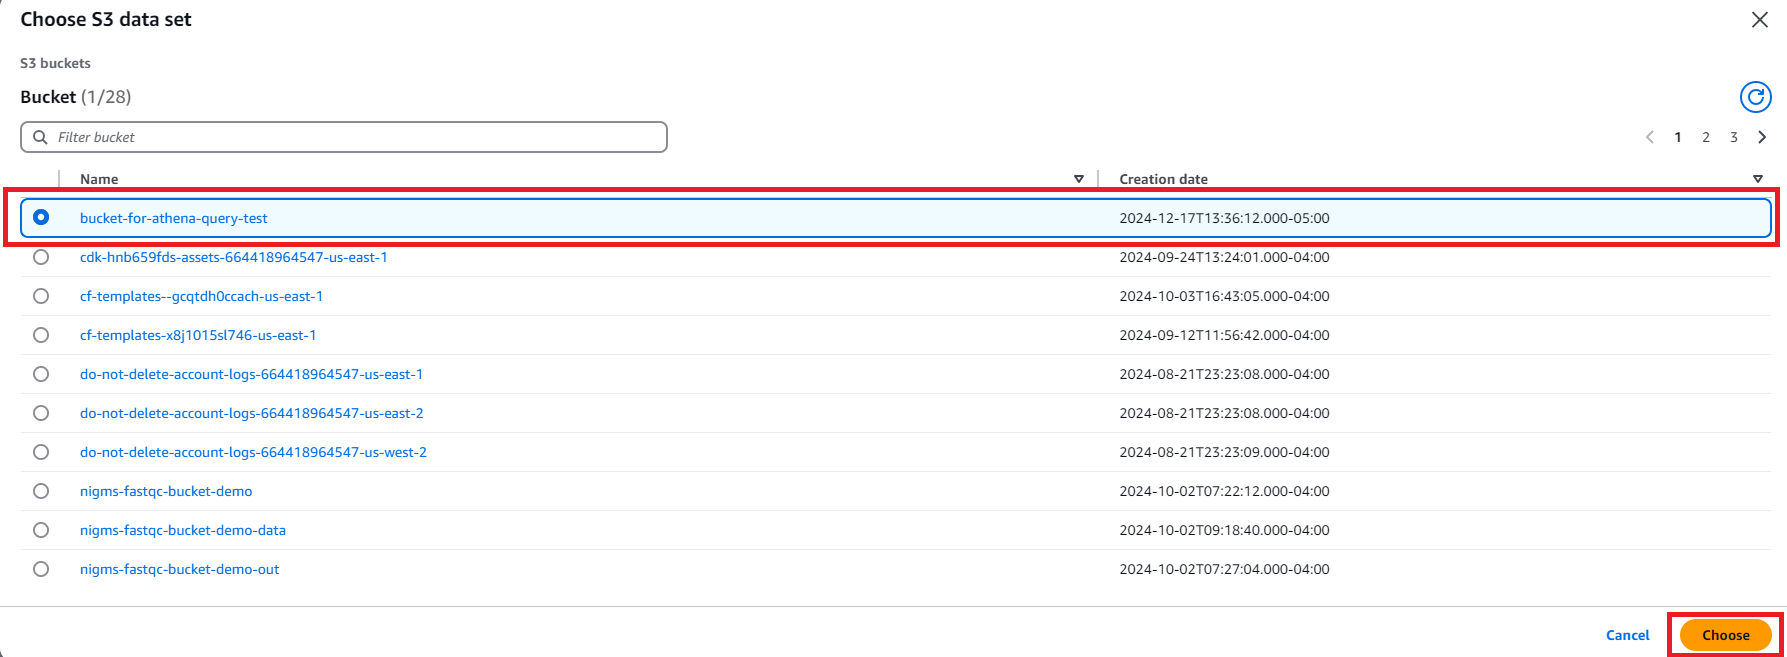 Choose S3 data set
S3 buckets
Bucket (1/28)
Filter bucket
1 2 3
Name Creation date
bucket-for-athena-query-test 2024-12-17T13:36:12.000-05:00
cdk-hnb659fds-assets-664418964547-us-east-1 2024-09-24T13:24:01.000-04:00
cf-templates--gcqtdh0ccach-us-east-1 2024-10-03T16:43:05.000-04:00
cf-templates-x8j1015sl746-us-east-1 2024-09-12T11:56:42.000-04:00
do-not-delete-account-logs-664418964547-us-east-1 2024-08-21T23:23:08.000-04:00
do-not-delete-account-logs-664418964547-us-east-2 2024-08-21T23:23:08.000-04:00
do-not-delete-account-logs-664418964547-us-west-2 2024-08-21T23:23:09.000-04:00
nigms-fastqc-bucket-demo 2024-10-02T07:22:12.000-04:00
nigms-fastqc-bucket-demo-data 2024-10-02T09:18:40.000-04:00
nigms-fastqc-bucket-demo-out 2024-10-02T07:27:04.000-04:00
Cancel Choose